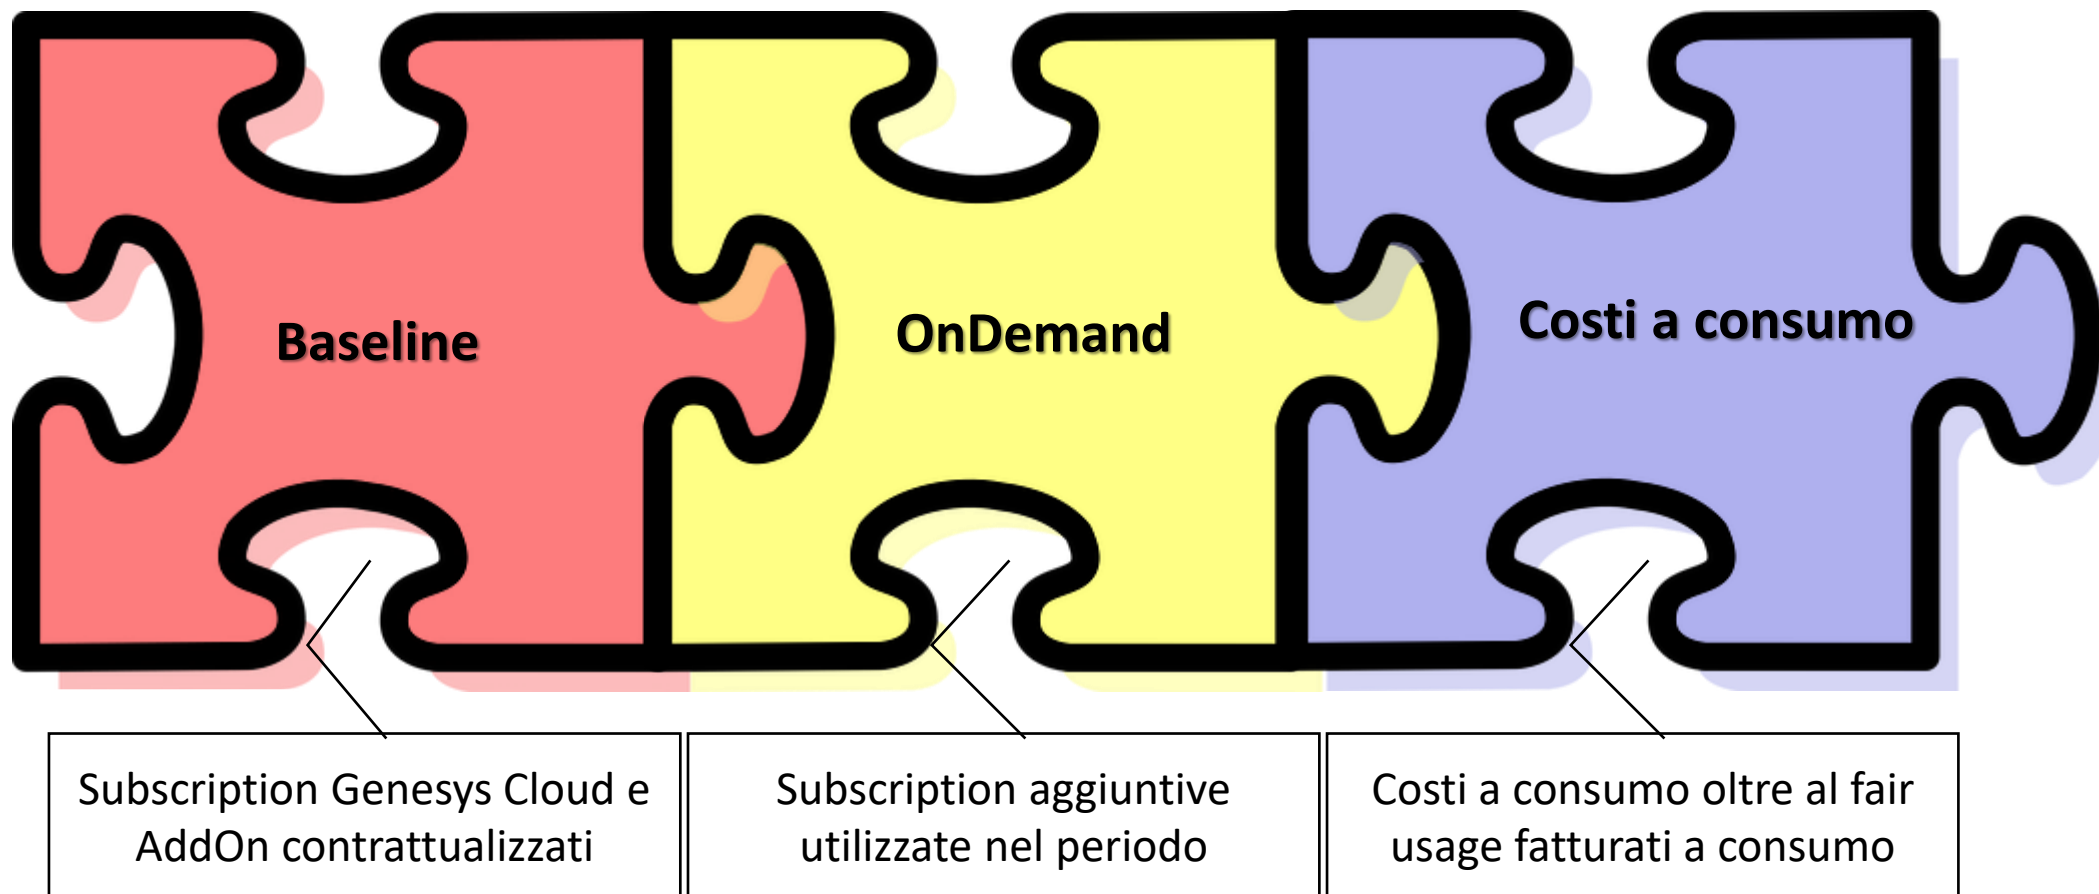 Baseline
OnDemand
Costi a consumo
Subscription Genesys Cloud e
AddOn contrattualizzati
Subscription aggiuntive
utilizzate nel periodo
Costi a consumo oltre al fair
usage fatturati a consumo